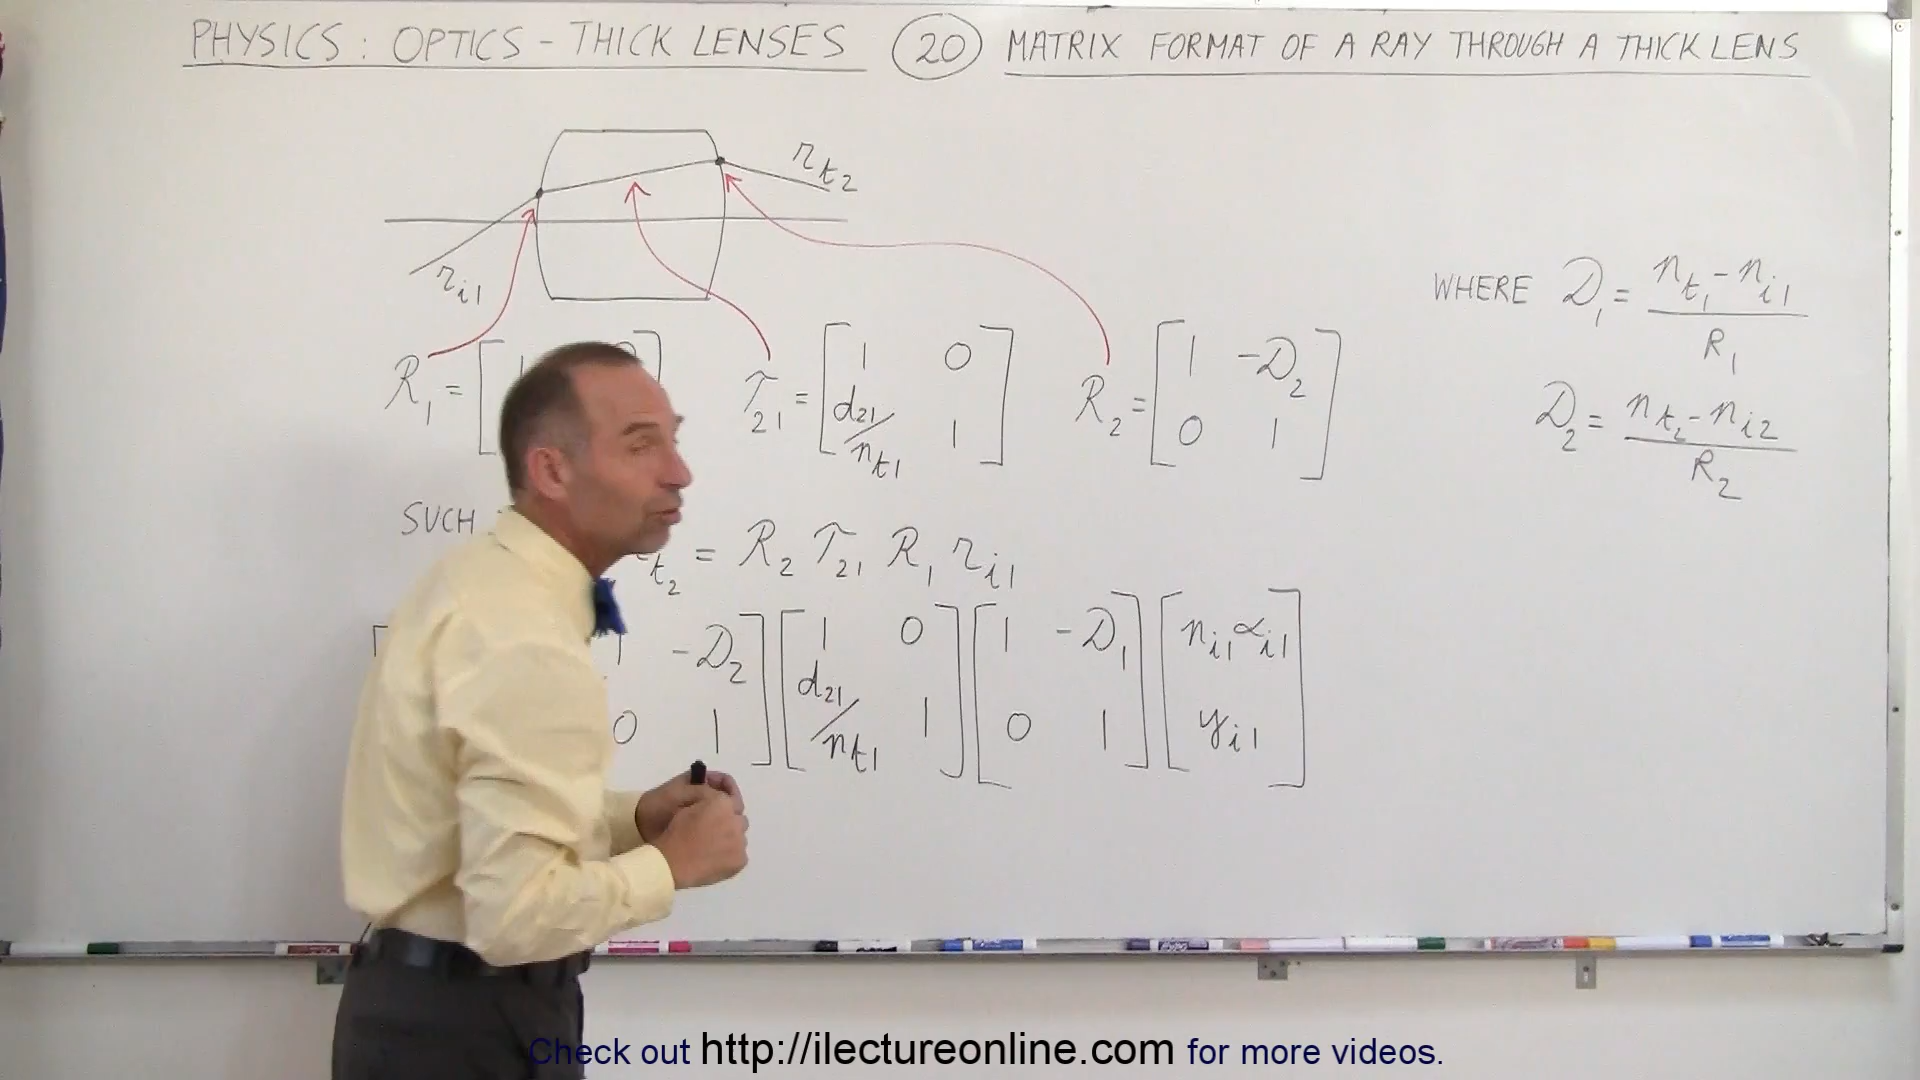 PHYSICS: OPTICS - THICK LENSES (20) MATRIX FORMAT OF A RAY THROUGH A THICK LENS
r_t2
r_i1
WHERE D_1 = (n_t1 - n_i1) / R_1
R_1 = [ 1 0 ] T_21 = [ 1 0 ; d_21/n_t1 1 ] R_2 = [ 1 -D_2 ; 0 1 ]
D_2 = (n_t2 - n_i2) / R_2
SUCH
t_2 = R_2 T_21 R_1 r_i1
[ 1 -D_2 ; 0 1 ] [ 1 0 ; d_21/n_t1 1 ] [ 1 -D_1 ; 0 1 ] [ n_i1 α_i1 ; y_i1 ]
Check out http://ilectureonline.com for more videos.